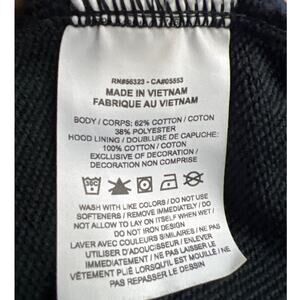 RN#56323 - CA#05553
MADE IN VIETNAM
FABRIQUE AU VIETNAM
BODY / CORPS: 62% COTTON / COTON
38% POLYESTER
HOOD LINING / DOUBLURE DE CAPUCHE:
100% COTTON / COTON
EXCLUSIVE OF DECORATION /
DECORATION NON COMPRISE
WASH WITH LIKE COLORS / DO NOT USE
SOFTENERS / REMOVE IMMEDIATELY / DO
NOT ALLOW TO LAY ON ITSELF WHEN WET /
DO NOT IRON DESIGN
LAVER AVEC COULEURS SIMILAIRES / NE PAS
UTILISER D'ADOUCISSEUR / ENLEVER
IMMEDIATEMENT / NE PAS LAISSER LE
VÊTEMENT PLIÉ LORSQU'IL EST MOUILLÉ / NE
PAS REPASSER LE DESSIN